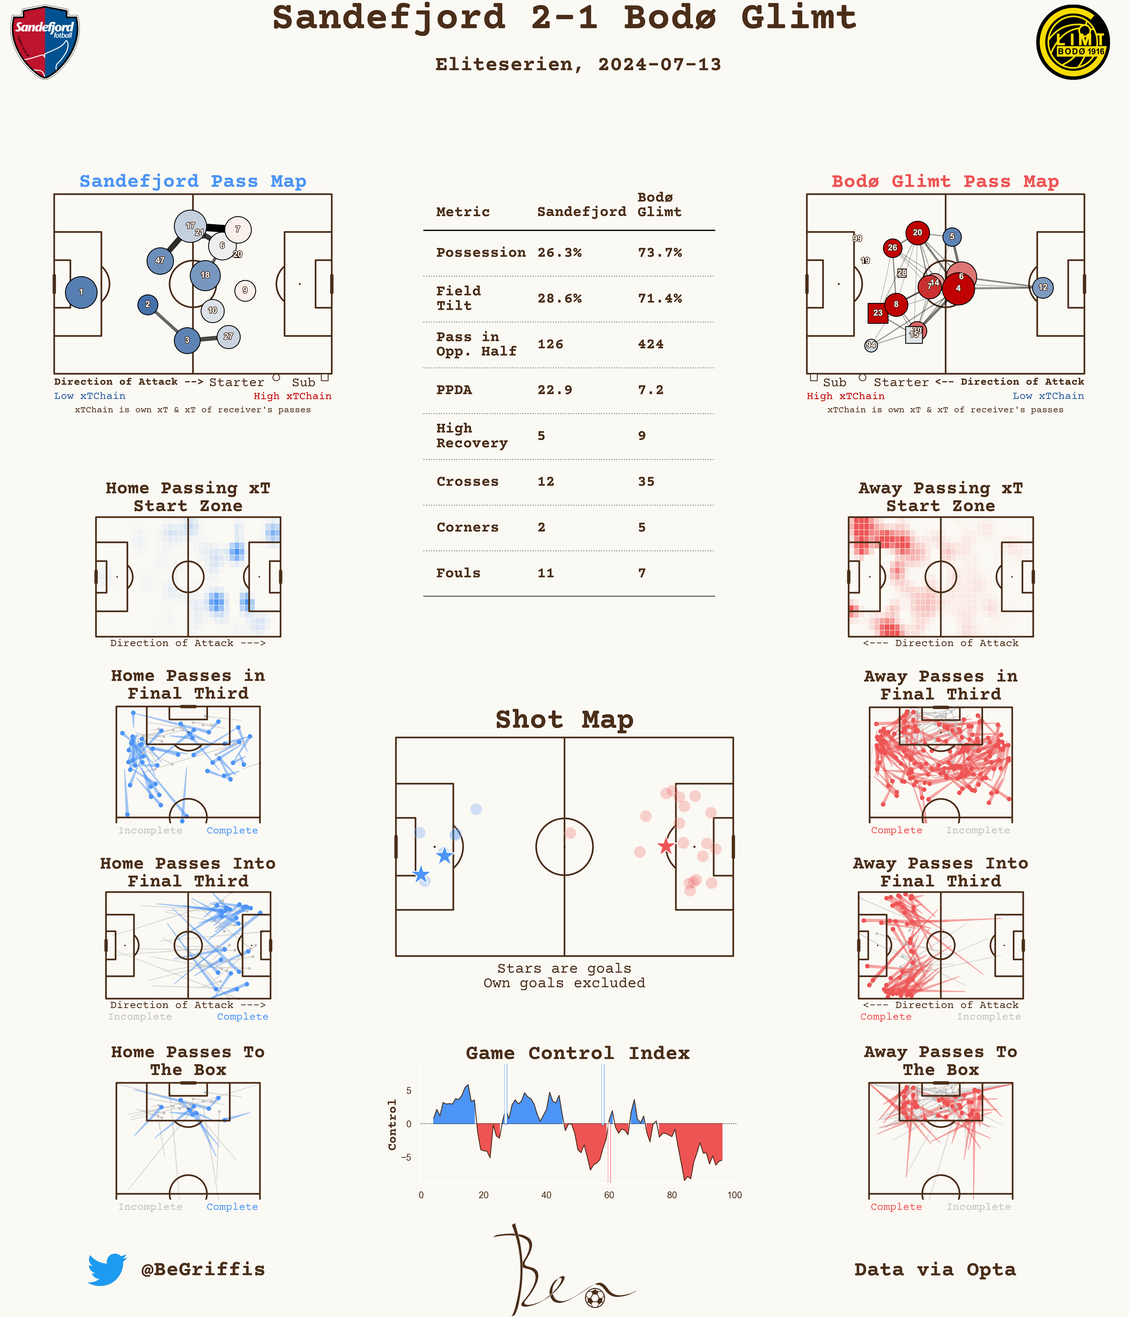 Sandefjord 2-1 Bodø Glimt
Eliteserien, 2024-07-13
Sandefjord
fotball
GLIMT
BODØ 1916
Sandefjord Pass Map
17
21
7
6
20
47
18
1
9
2
10
3
27
Direction of Attack --> Starter Sub
Low xTChain High xTChain
xTChain is own xT & xT of receiver's passes
Metric Sandefjord Bodø Glimt
Possession 26.3% 73.7%
Field Tilt 28.6% 71.4%
Pass in Opp. Half 126 424
PPDA 22.9 7.2
High Recovery 5 9
Crosses 12 35
Corners 2 5
Fouls 11 7
Bodø Glimt Pass Map
99
20
5
26
19
28
6
14
7
4
12
8
23
15
94
Sub Starter <-- Direction of Attack
High xTChain Low xTChain
xTChain is own xT & xT of receiver's passes
Home Passing xT
Start Zone
Direction of Attack --->
Away Passing xT
Start Zone
<--- Direction of Attack
Home Passes in
Final Third
Incomplete Complete
Away Passes in
Final Third
Complete Incomplete
Shot Map
Stars are goals
Own goals excluded
Home Passes Into
Final Third
Direction of Attack --->
Incomplete Complete
Away Passes Into
Final Third
<--- Direction of Attack
Complete Incomplete
Home Passes To
The Box
Incomplete Complete
Game Control Index
Control
5
0
−5
0 20 40 60 80 100
Away Passes To
The Box
Complete Incomplete
@BeGriffis
Bea
Data via Opta